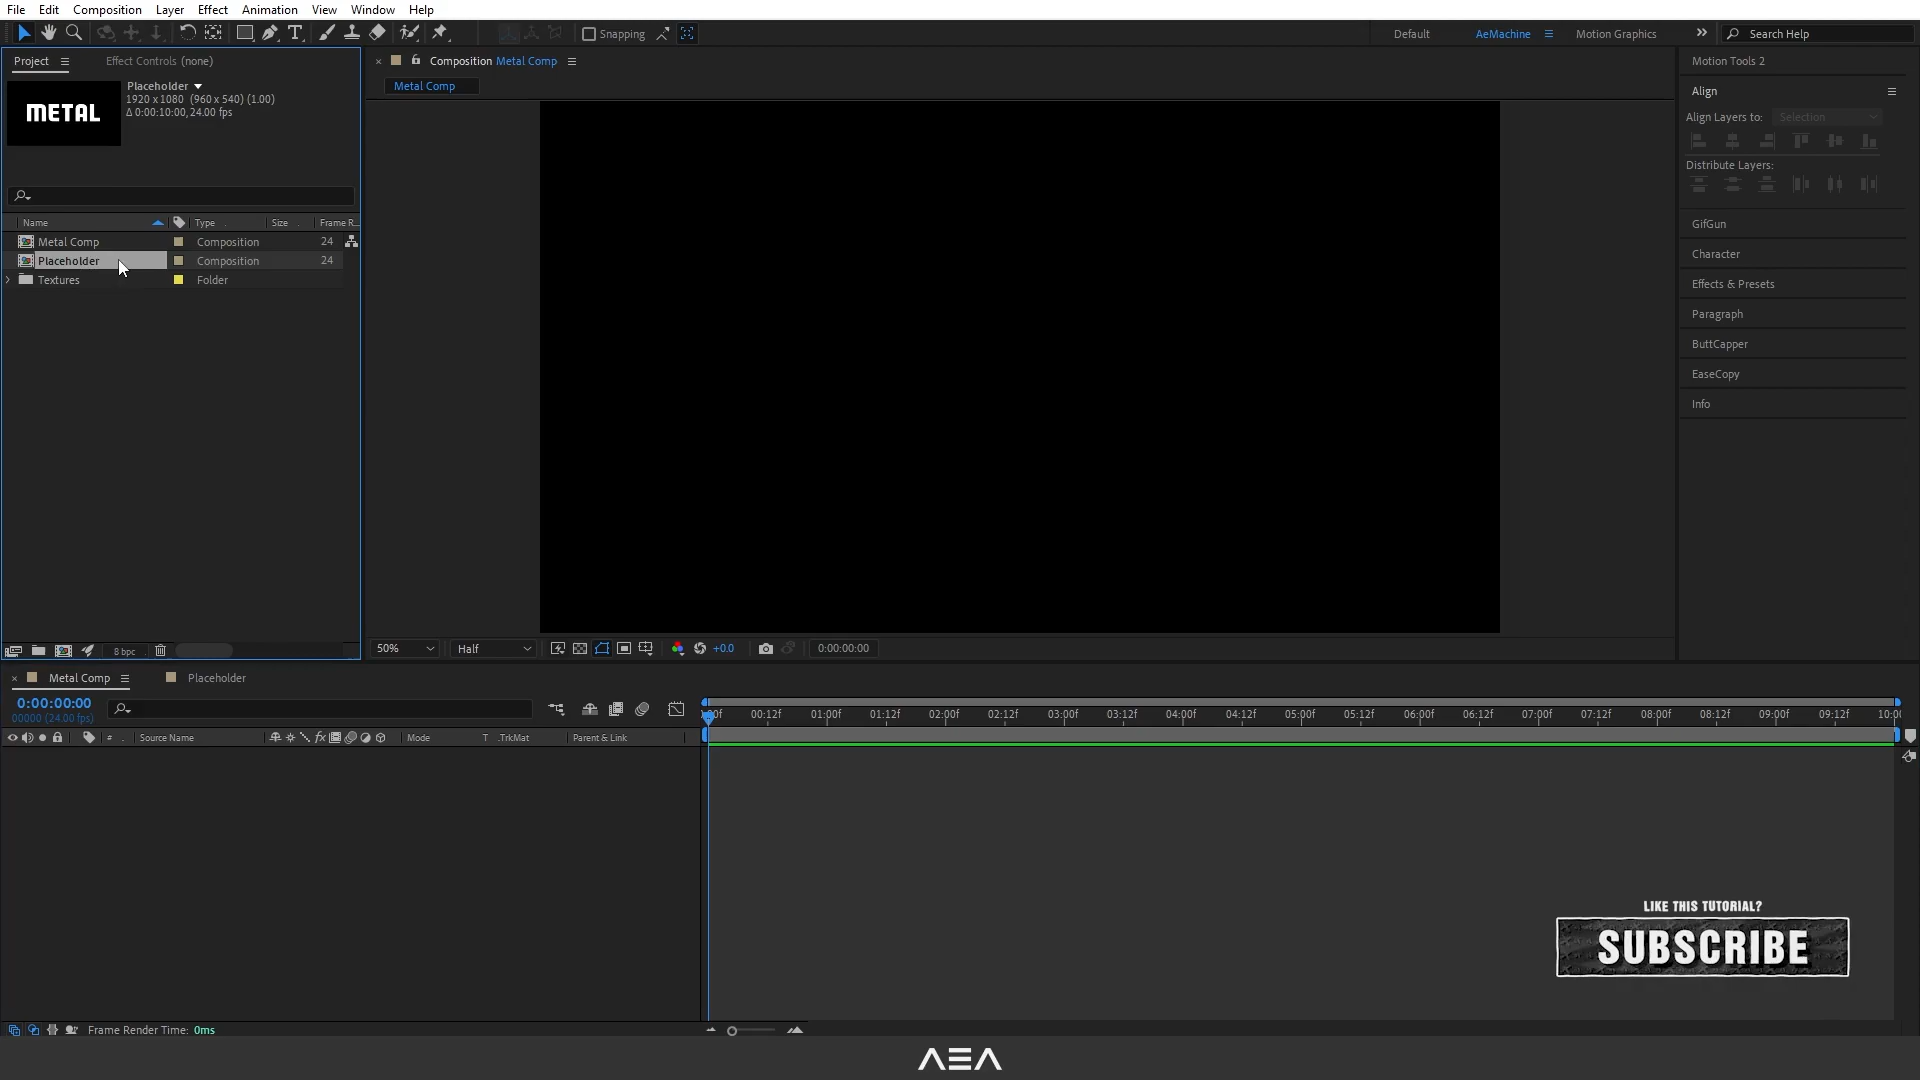 File Edit Composition Layer Effect Animation View Window Help
Snapping
Default AeMachine Motion Graphics Search Help
Project Effect Controls (none)
Placeholder
1920 x 1080 (960 x 540) (1.00)
Δ 0:00:10:00, 24.00 fps
METAL
Name Type Size Frame R...
Metal Comp Composition 24
Placeholder Composition 24
Textures Folder
8 bpc
Composition Metal Comp
Metal Comp
50% Half +0.0 0:00:00:00
Motion Tools 2
Align
Align Layers to: Selection
Distribute Layers:
GifGun
Character
Effects & Presets
Paragraph
ButtCapper
EaseCopy
Info
Metal Comp Placeholder
0:00:00:00
00000 (24.00 fps)
:00f 00:12f 01:00f 01:12f 02:00f 02:12f 03:00f 03:12f 04:00f 04:12f 05:00f 05:12f 06:00f 06:12f 07:00f 07:12f 08:00f 08:12f 09:00f 09:12f 10:00
# Source Name fx Mode T .TrkMat Parent & Link
LIKE THIS TUTORIAL?
SUBSCRIBE
Frame Render Time: 0ms